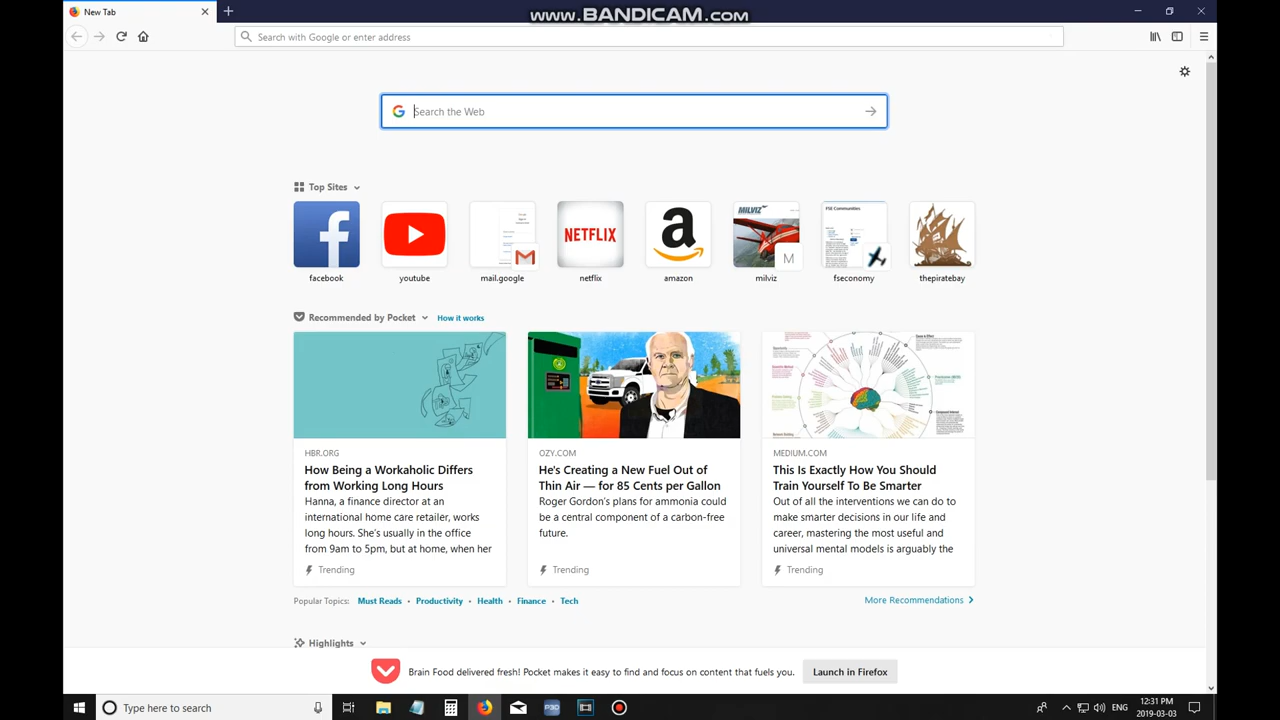 New Tab
www.BANDICAM.com
Search with Google or enter address
Search the Web
Top Sites
MILVIZ
FSE Communities
NETFLIX
a
M
facebook
youtube
mail.google
netflix
amazon
milviz
fseconomy
thepiratebay
Recommended by Pocket
How it works
HBR.ORG
How Being a Workaholic Differs
from Working Long Hours
Hanna, a finance director at an
international home care retailer, works
long hours. She's usually in the office
from 9am to 5pm, but at home, when her
Trending
OZY.COM
He's Creating a New Fuel Out of
Thin Air — for 85 Cents per Gallon
Roger Gordon's plans for ammonia could
be a central component of a carbon-free
future.
Trending
MEDIUM.COM
This Is Exactly How You Should
Train Yourself To Be Smarter
Out of all the interventions we can do to
make smarter decisions in our life and
career, mastering the most useful and
universal mental models is arguably the
Trending
Popular Topics: Must Reads • Productivity • Health • Finance • Tech
More Recommendations
Highlights
Brain Food delivered fresh! Pocket makes it easy to find and focus on content that fuels you.
Launch in Firefox
Type here to search
P3D
ENG
12:31 PM
2019-03-03